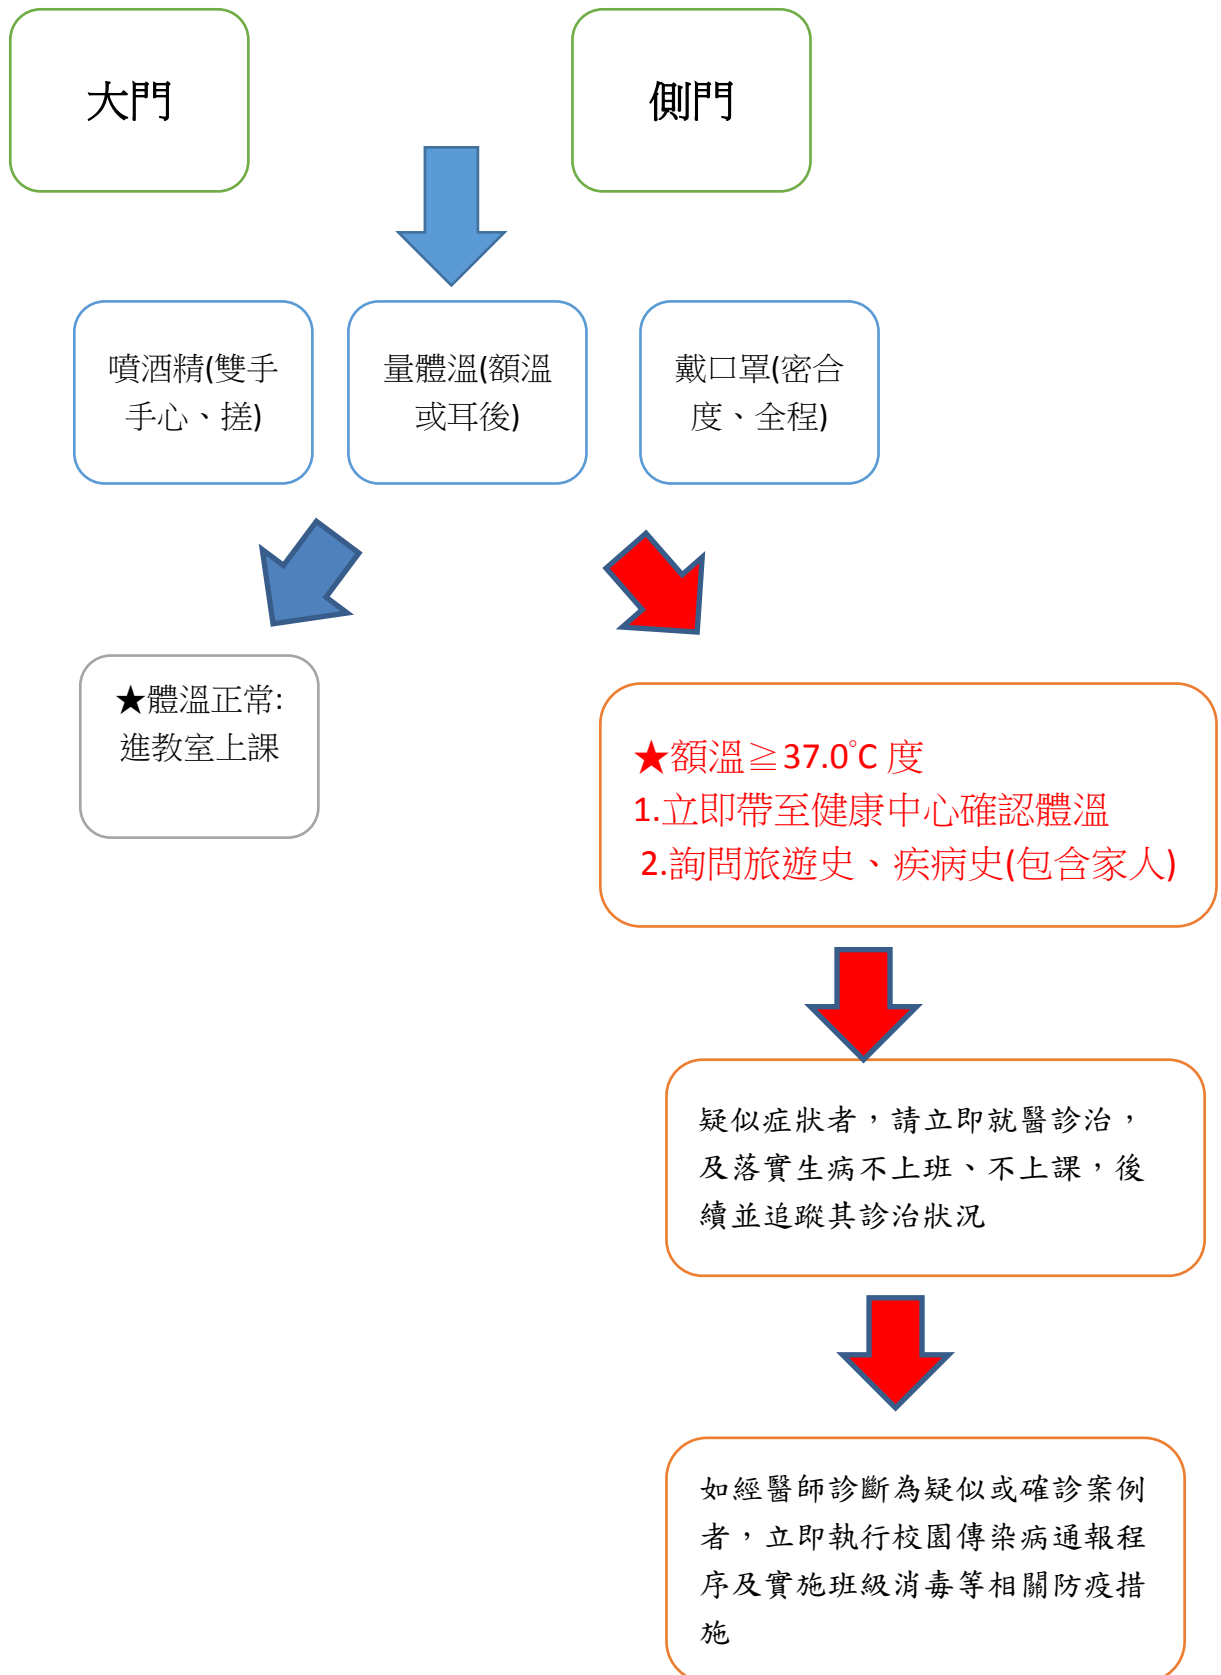 大門
側門
噴酒精(雙手
手心、搓)
量體溫(額溫
或耳後)
戴口罩(密合
度、全程)
★體溫正常:
進教室上課
★額溫≧37.0°C 度
1.立即帶至健康中心確認體溫
2.詢問旅遊史、疾病史(包含家人)
疑似症狀者，請立即就醫診治，
及落實生病不上班、不上課，後
續並追蹤其診治狀況
如經醫師診斷為疑似或確診案例
者，立即執行校園傳染病通報程
序及實施班級消毒等相關防疫措
施